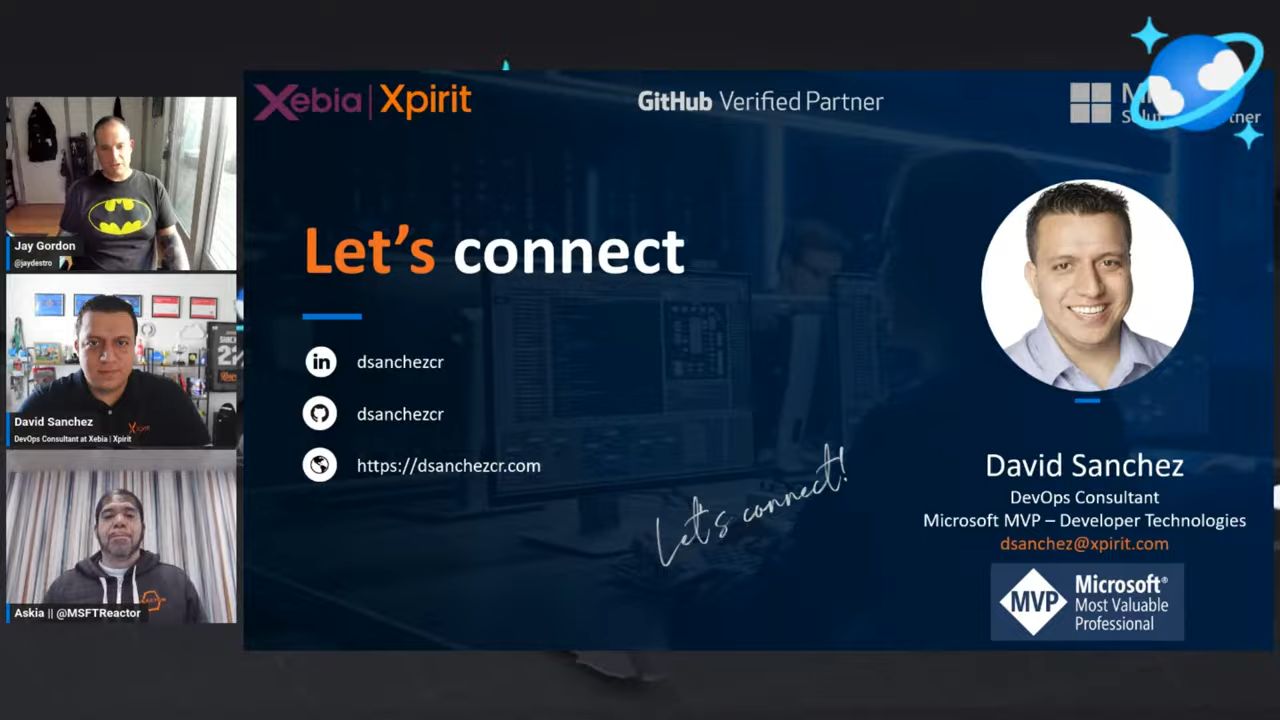 Xebia | Xpirit
GitHub Verified Partner
Let's connect
dsanchezcr
dsanchezcr
https://dsanchezcr.com
Let's connect!
David Sanchez
DevOps Consultant
Microsoft MVP – Developer Technologies
dsanchez@xpirit.com
MVP
Microsoft®
Most Valuable
Professional
Jay Gordon
@jaydestro
David Sanchez
DevOps Consultant at Xebia | Xpirit
Xpirit
Askia || @MSFTReactor